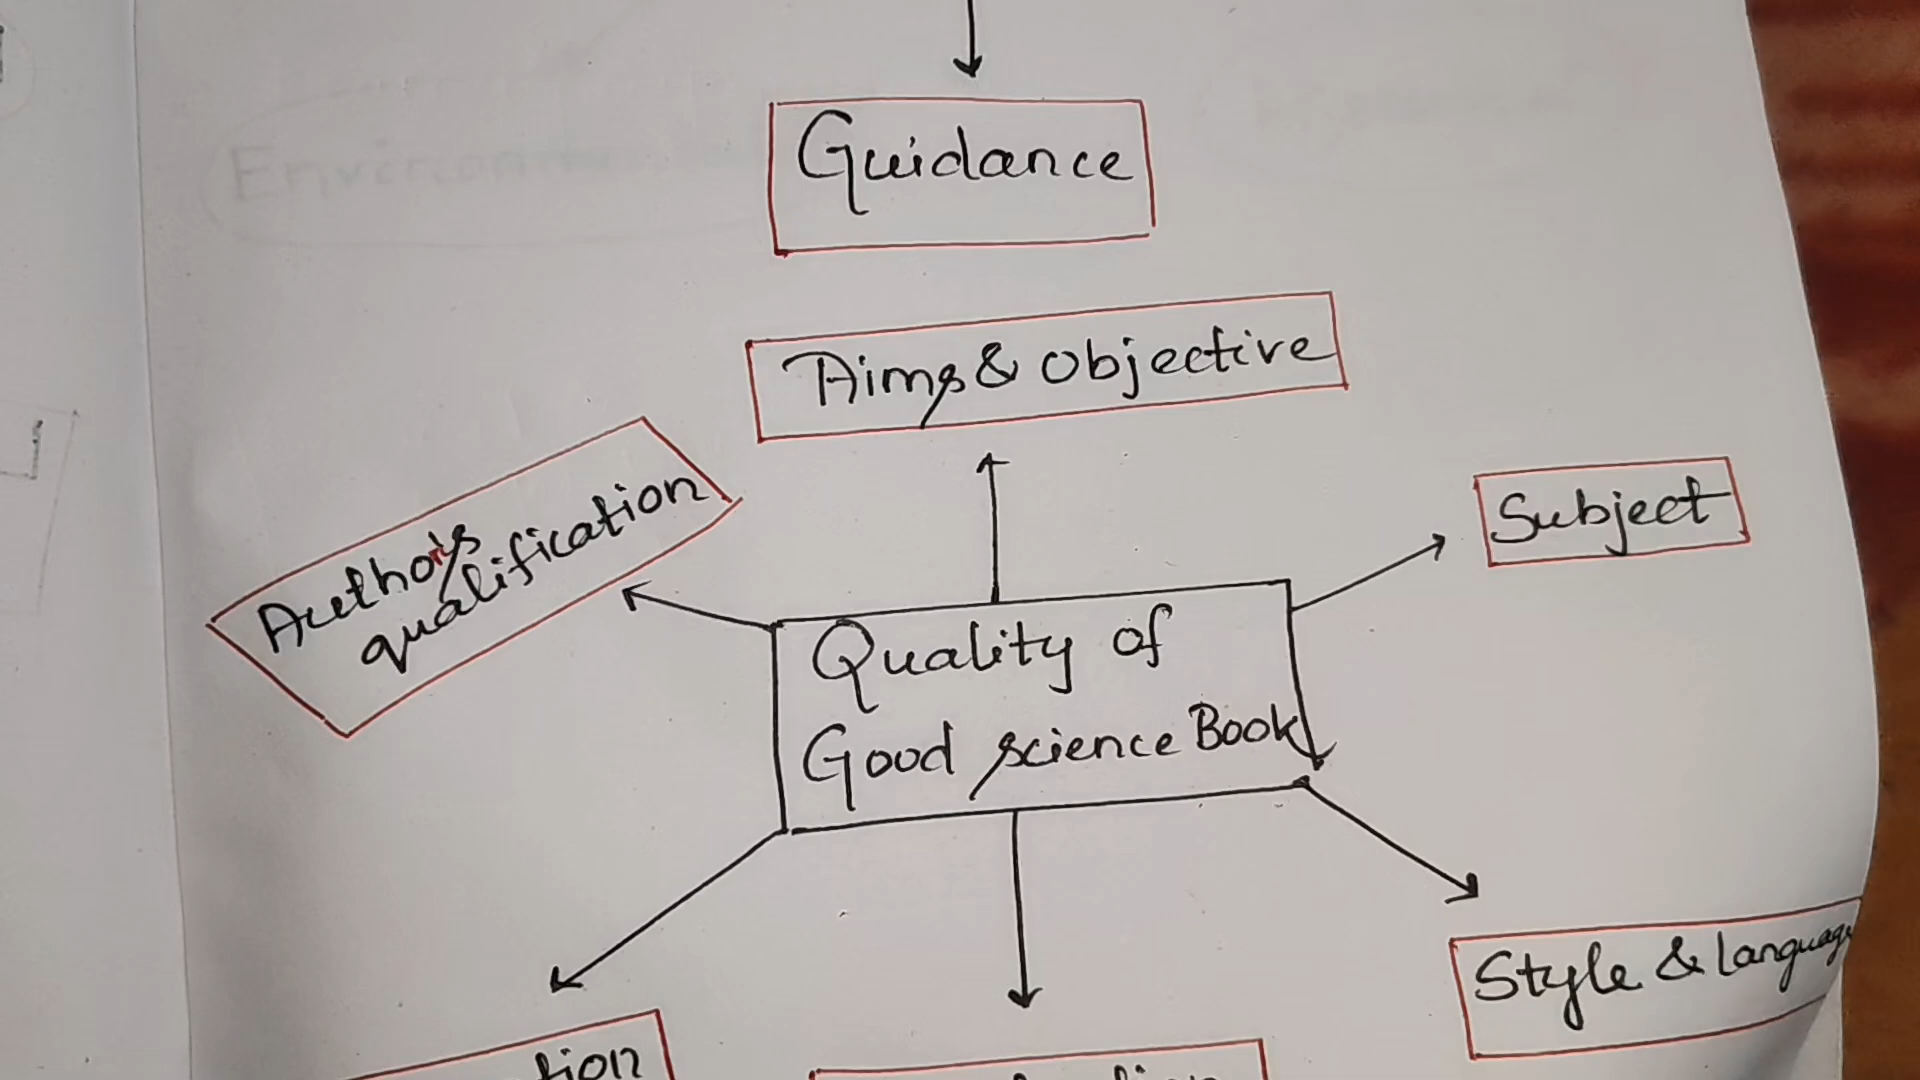 Guidance
Aims & objective
Author's
qualification
Subject
Quality of
Good science Book
Style & language